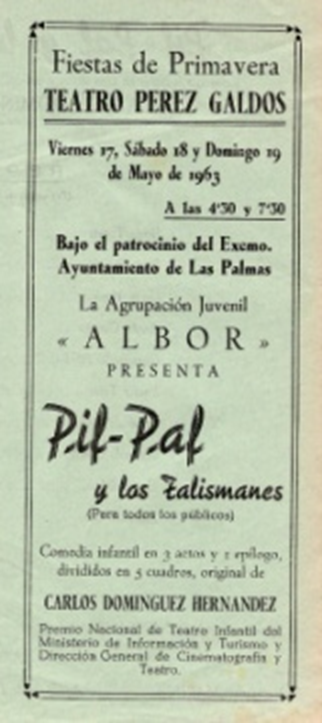 Fiestas de Primavera
TEATRO PEREZ GALDOS
Viernes 17, Sábado 18 y Domingo 19
de Mayo de 1963
A las 4'30 y 7'30
Bajo el patrocinio del Excmo.
Ayuntamiento de Las Palmas
La Agrupación Juvenil
« ALBOR »
PRESENTA
Pif-Paf
y los Talismanes
(Para todos los públicos)
Comedia infantil en 3 actos y 1 epílogo,
divididos en 5 cuadros, original de
CARLOS DOMINGUEZ HERNANDEZ
Premio Nacional de Teatro Infantil del
Ministerio de Información y Turismo y
Dirección General de Cinematografía y
Teatro.